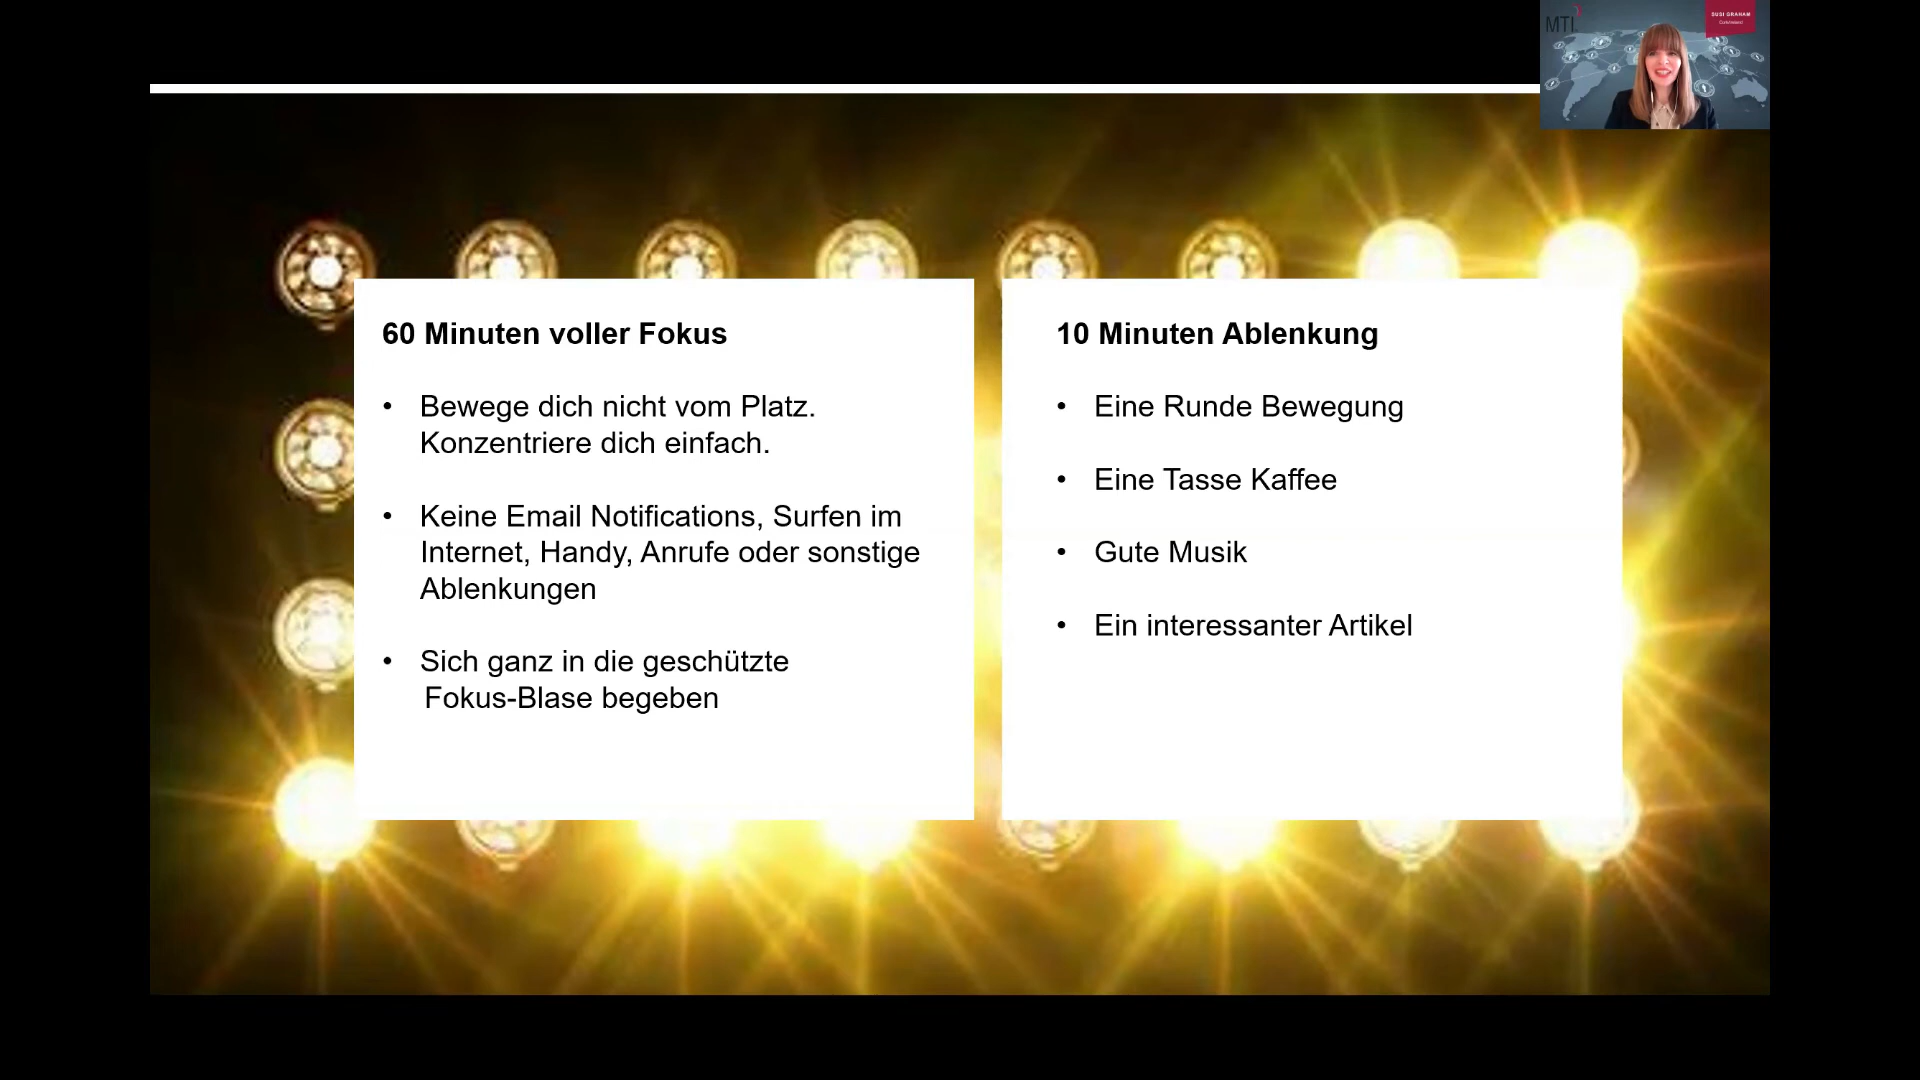 MTI
SUSI GRAHAM
60 Minuten voller Fokus
• Bewege dich nicht vom Platz.
Konzentriere dich einfach.
• Keine Email Notifications, Surfen im
Internet, Handy, Anrufe oder sonstige
Ablenkungen
• Sich ganz in die geschützte
Fokus-Blase begeben
10 Minuten Ablenkung
• Eine Runde Bewegung
• Eine Tasse Kaffee
• Gute Musik
• Ein interessanter Artikel